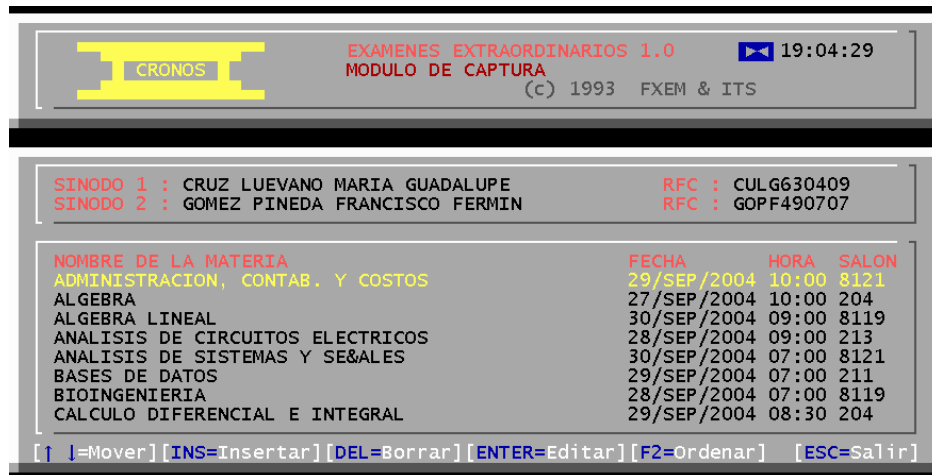 CRONOS
EXAMENES EXTRAORDINARIOS 1.0 19:04:29
MODULO DE CAPTURA
(c) 1993 FXEM & ITS
SINODO 1 : CRUZ LUEVANO MARIA GUADALUPE RFC : CULG630409
SINODO 2 : GOMEZ PINEDA FRANCISCO FERMIN RFC : GOPF490707
NOMBRE DE LA MATERIA FECHA HORA SALON
ADMINISTRACION, CONTAB. Y COSTOS 29/SEP/2004 10:00 8121
ALGEBRA 27/SEP/2004 10:00 204
ALGEBRA LINEAL 30/SEP/2004 09:00 8119
ANALISIS DE CIRCUITOS ELECTRICOS 28/SEP/2004 09:00 213
ANALISIS DE SISTEMAS Y SE&ALES 30/SEP/2004 07:00 8121
BASES DE DATOS 29/SEP/2004 07:00 211
BIOINGENIERIA 28/SEP/2004 07:00 8119
CALCULO DIFERENCIAL E INTEGRAL 29/SEP/2004 08:30 204
[↑ ↓=Mover][INS=Insertar][DEL=Borrar][ENTER=Editar][F2=Ordenar] [ESC=Salir]